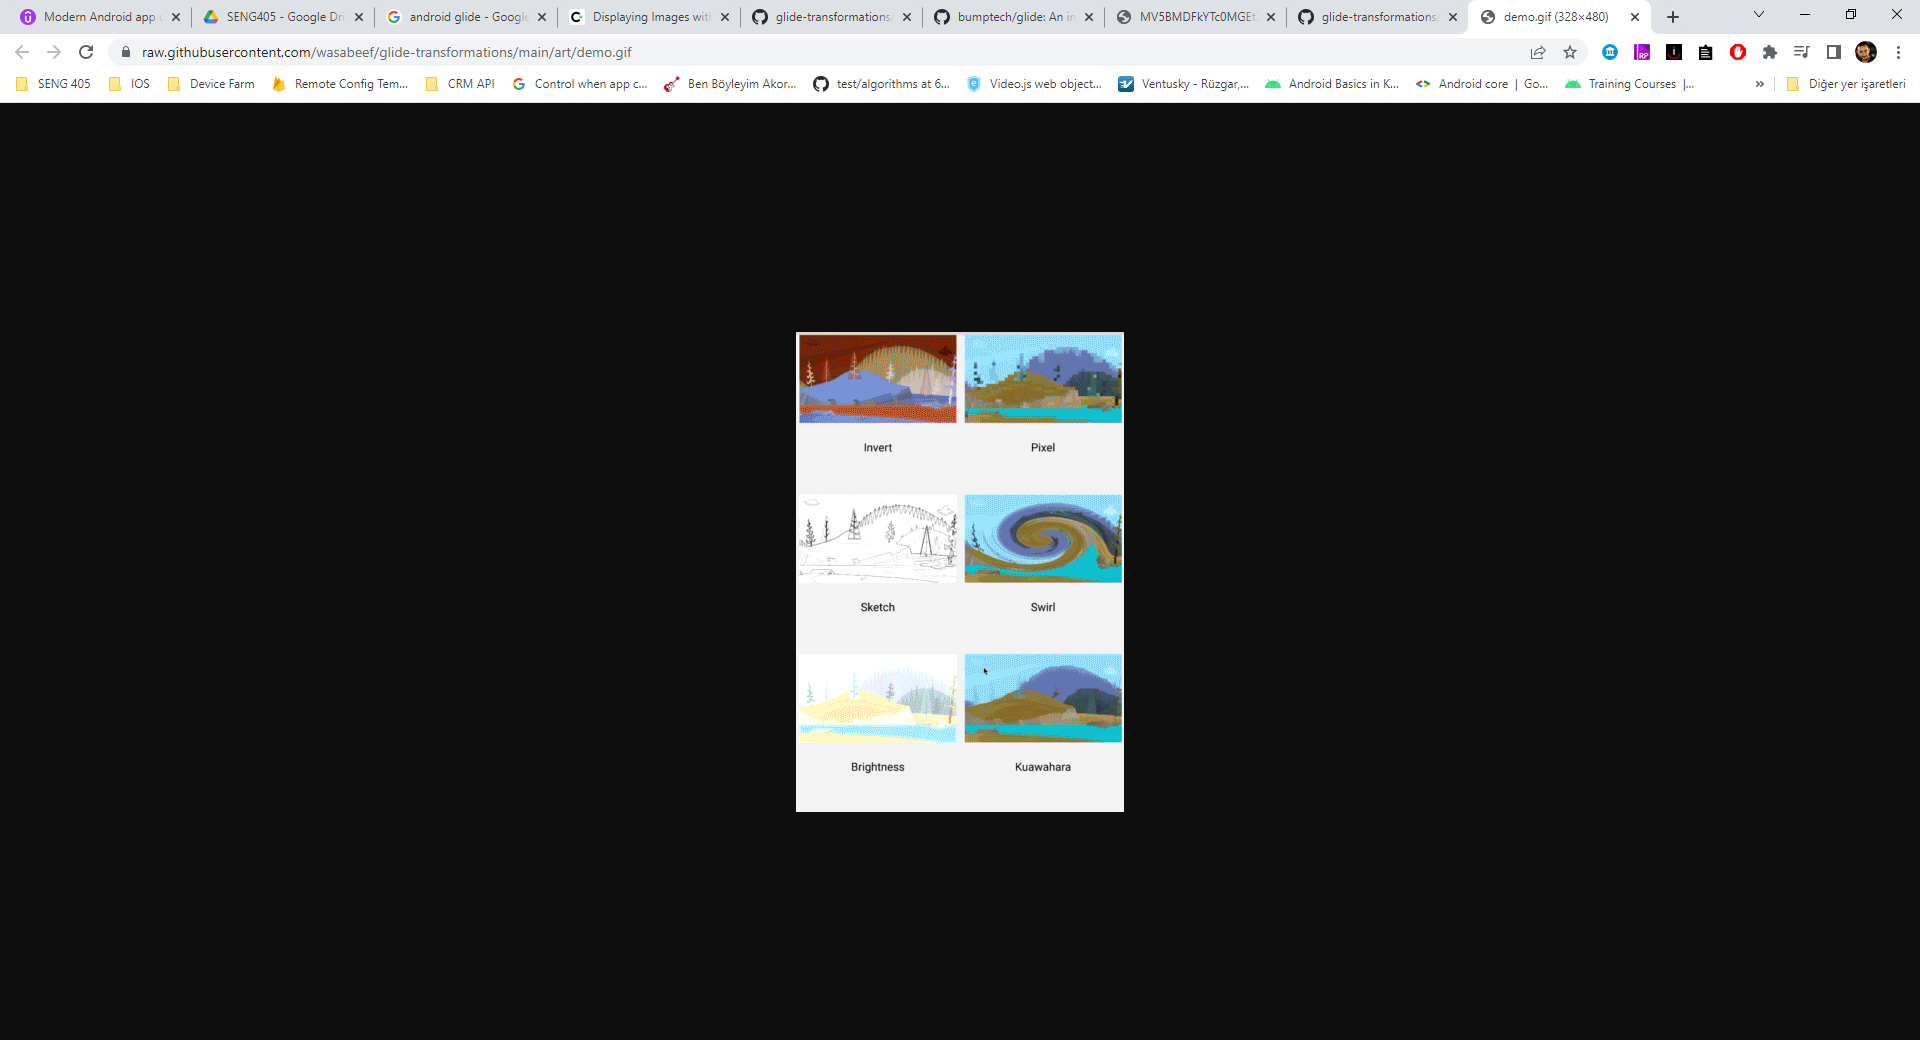 Modern Android app
SENG405 - Google Dri
android glide - Google
Displaying Images with
glide-transformations/
bumptech/glide: An im
MV5BMDFkYTc0MGEt
glide-transformations/
demo.gif (328×480)
raw.githubusercontent.com/wasabeef/glide-transformations/main/art/demo.gif
SENG 405
IOS
Device Farm
Remote Config Tem...
CRM API
Control when app c...
Ben Böyleyim Akor...
test/algorithms at 6...
Video.js web object...
Ventusky - Rüzgar,...
Android Basics in K...
Android core | Go...
Training Courses |...
»
Diğer yer işaretleri
Invert
Pixel
Sketch
Swirl
Brightness
Kuawahara